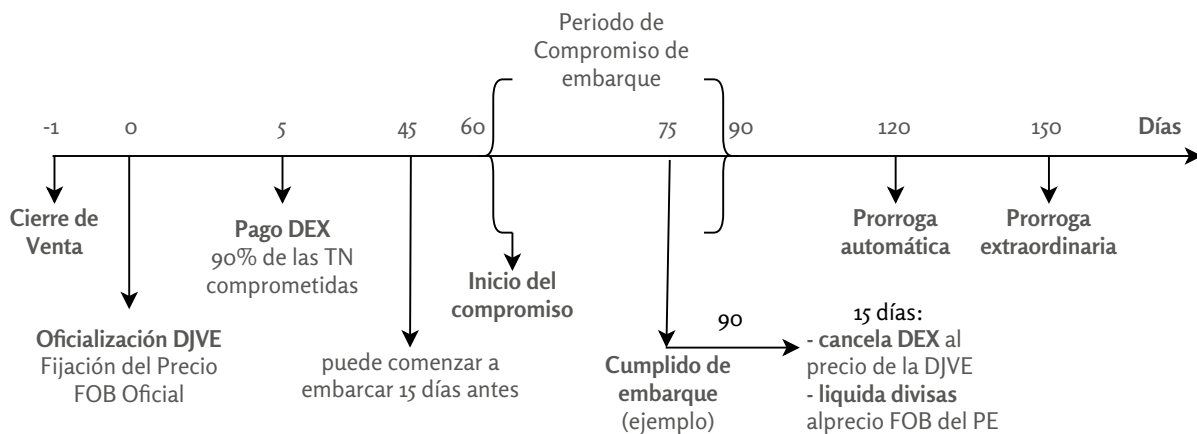 Periodo de
Compromiso de
embarque
-1 0 5 45 60 75 90 120 150 Días
Cierre de
Venta
Pago DEX
90% de las TN
comprometidas
Prorroga
automática
Prorroga
extraordinaria
Inicio del
compromiso
Oficialización DJVE
Fijación del Precio
FOB Oficial
puede comenzar a
embarcar 15 días antes
90
Cumplido de
embarque
(ejemplo)
15 días:
- cancela DEX al
precio de la DJVE
- liquida divisas
alprecio FOB del PE